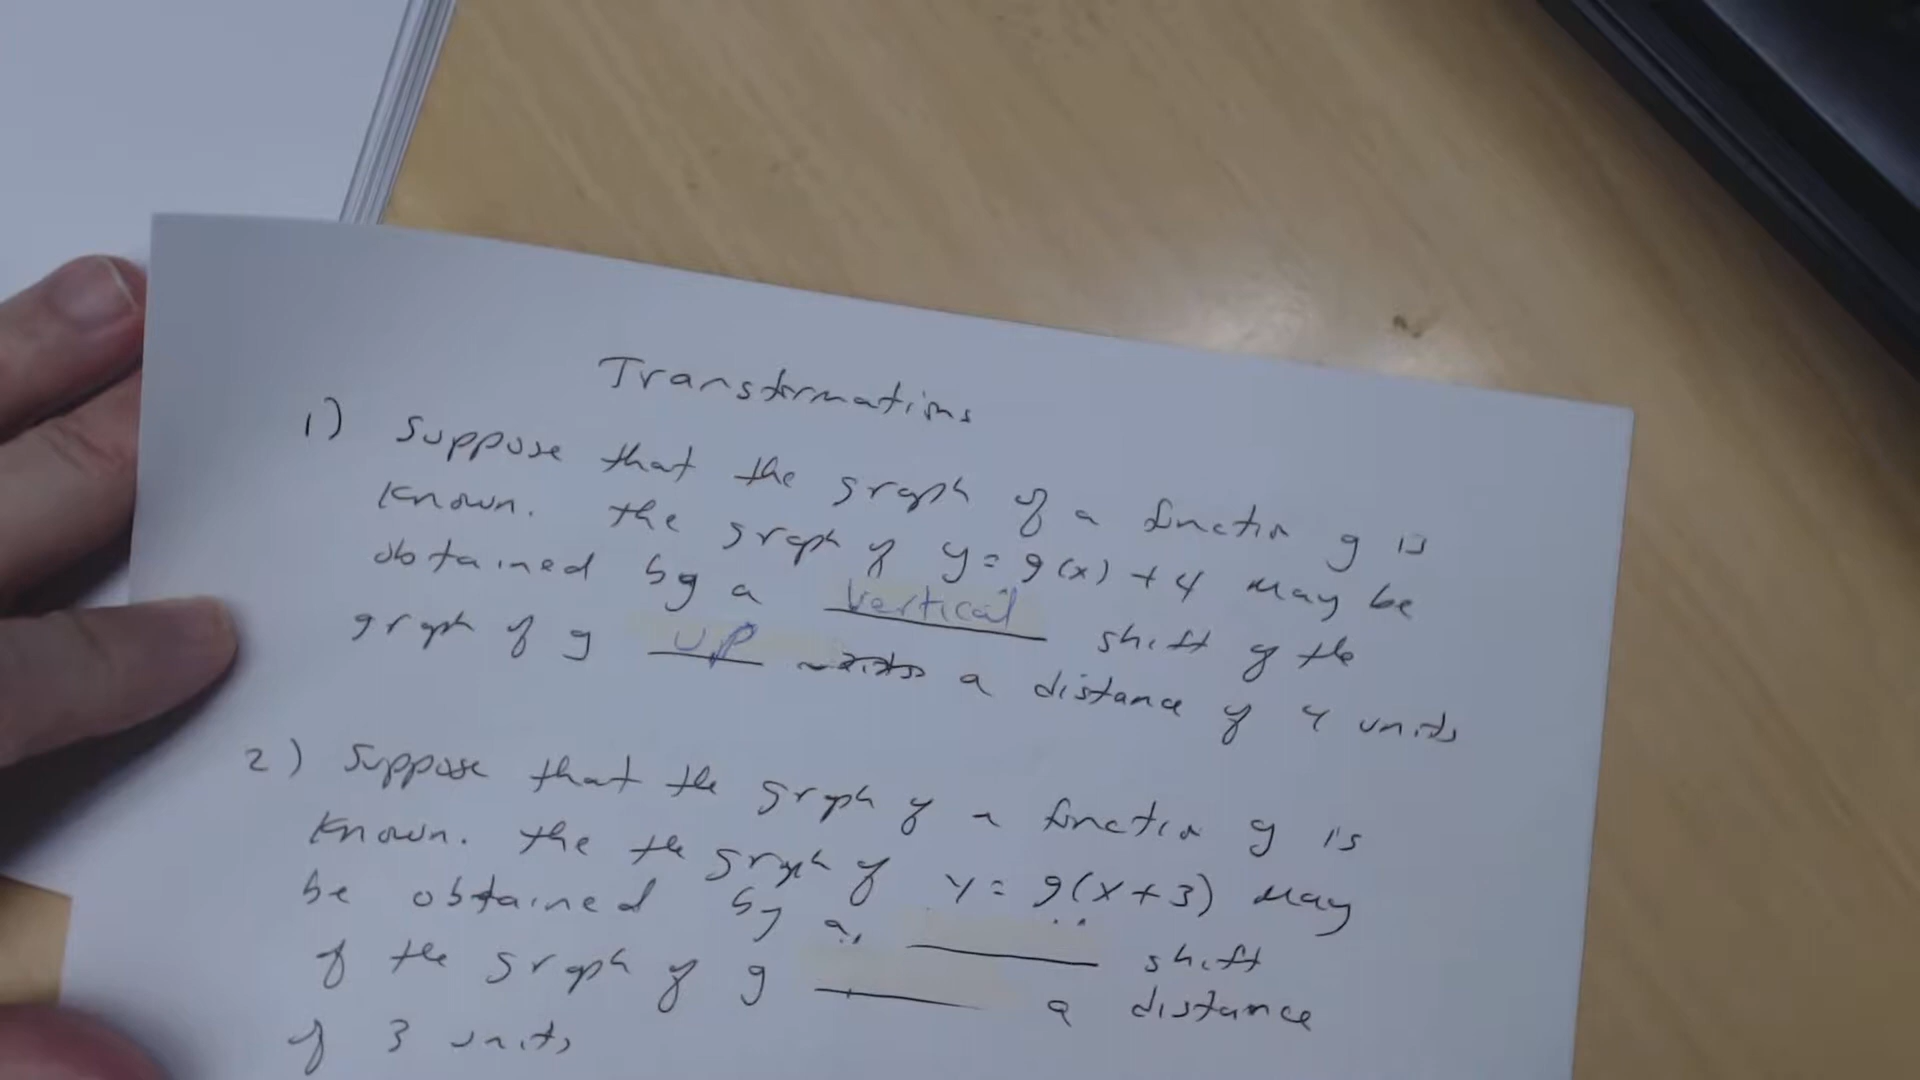 Transformations
1) Suppose that the graph of a function g is
known. the graph of y = g(x) + 4 may be
obtained by a vertical shift of the
graph of g up a distance of 4 units
2) Suppose that the graph of a function g is
known. the the graph of y = g(x+3) may
be obtained by a shift
of the graph of g a distance
of 3 units